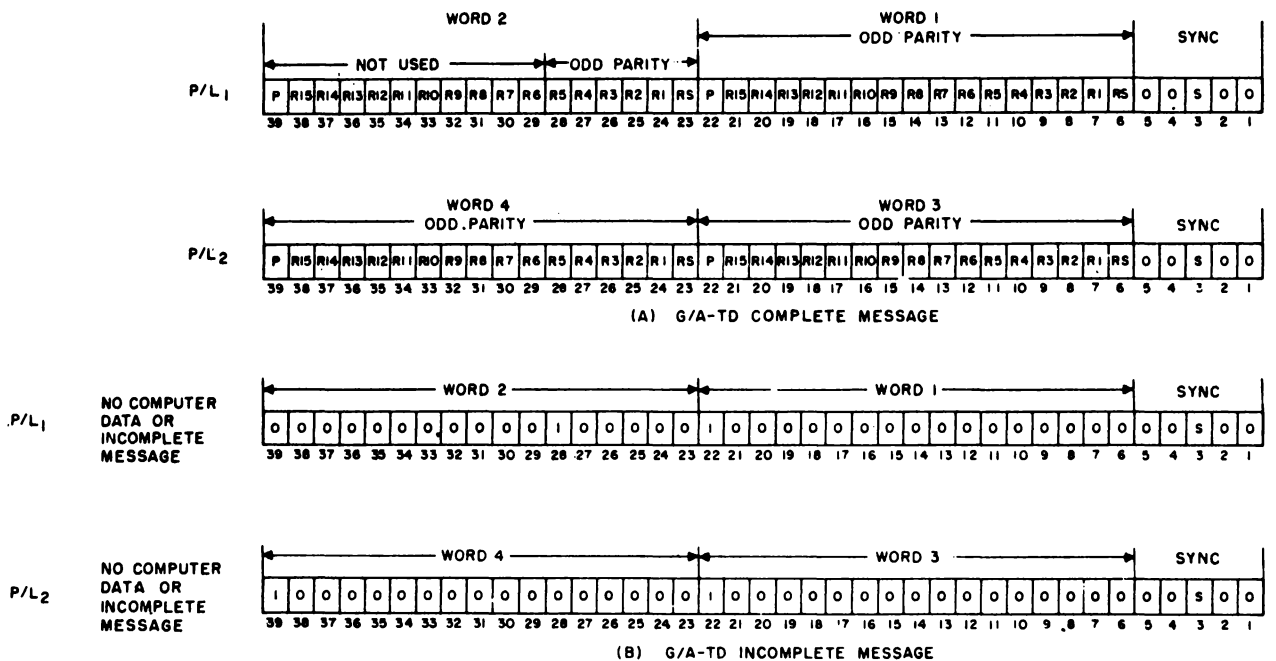 WORD 2 WORD 1
ODD PARITY SYNC
NOT USED ODD PARITY
P/L1 P R15 R14 R13 R12 R11 R10 R9 R8 R7 R6 R5 R4 R3 R2 R1 RS P R15 R14 R13 R12 R11 R10 R9 R8 R7 R6 R5 R4 R3 R2 R1 RS 0 0 S 0 0
39 38 37 36 35 34 33 32 31 30 29 28 27 26 25 24 23 22 21 20 19 18 17 16 15 14 13 12 11 10 9 8 7 6 5 4 3 2 1
WORD 4 WORD 3
ODD PARITY ODD PARITY SYNC
P/L2 P R15 R14 R13 R12 R11 R10 R9 R8 R7 R6 R5 R4 R3 R2 R1 RS P R15 R14 R13 R12 R11 R10 R9 R8 R7 R6 R5 R4 R3 R2 R1 RS 0 0 S 0 0
39 38 37 36 35 34 33 32 31 30 29 28 27 26 25 24 23 22 21 20 19 18 17 16 15 14 13 12 11 10 9 8 7 6 5 4 3 2 1
(A) G/A-TD COMPLETE MESSAGE
WORD 2 WORD 1 SYNC
P/L1 NO COMPUTER
DATA OR
INCOMPLETE
MESSAGE
0 0 0 0 0 0 0 0 0 0 0 1 0 0 0 0 0 1 0 0 0 0 0 0 0 0 0 0 0 0 0 0 0 0 0 0 S 0 0
39 38 37 36 35 34 33 32 31 30 29 28 27 26 25 24 23 22 21 20 19 18 17 16 15 14 13 12 11 10 9 8 7 6 5 4 3 2 1
WORD 4 WORD 3 SYNC
P/L2 NO COMPUTER
DATA OR
INCOMPLETE
MESSAGE
1 0 0 0 0 0 0 0 0 0 0 0 0 0 0 0 0 1 0 0 0 0 0 0 0 0 0 0 0 0 0 0 0 0 0 0 S 0 0
39 38 37 36 35 34 33 32 31 30 29 28 27 26 25 24 23 22 21 20 19 18 17 16 15 14 13 12 11 10 9 8 7 6 5 4 3 2 1
(B) G/A-TD INCOMPLETE MESSAGE